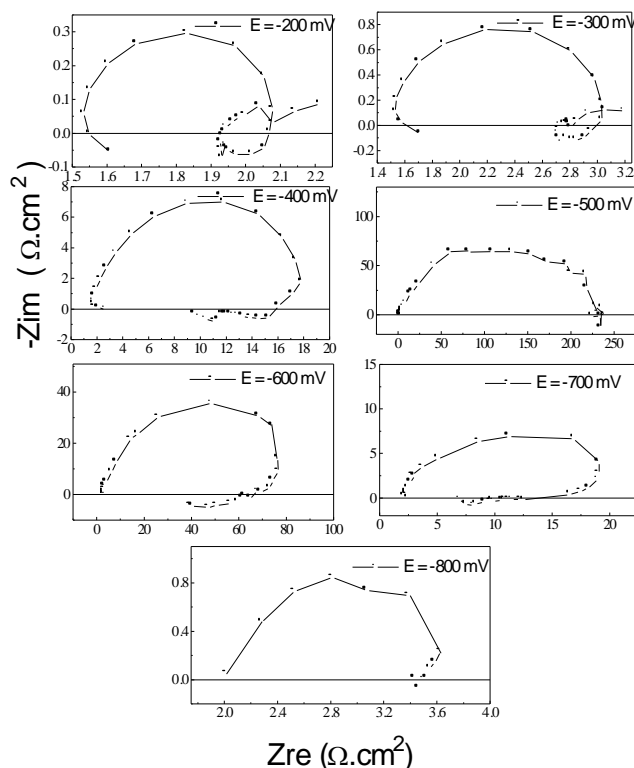 E = -200 mV
E = -300 mV
0.3
0.2
0.1
0.0
-0.1
1.5 1.6 1.7 1.8 1.9 2.0 2.1 2.2
0.8
0.6
0.4
0.2
0.0
-0.2
1.4 1.6 1.8 2.0 2.2 2.4 2.6 2.8 3.0 3.2
E = -400 mV
E = -500 mV
8
6
4
2
0
-2
0 2 4 6 8 10 12 14 16 18 20
100
75
50
25
0
0 50 100 150 200 250
-Zim ( Ω.cm²)
E = -600 mV
E = -700 mV
40
30
20
10
0
0 20 40 60 80 100
15
10
5
0
0 5 10 15 20
E = -800 mV
0.8
0.4
0.0
2.0 2.4 2.8 3.2 3.6 4.0
Zre (Ω.cm²)